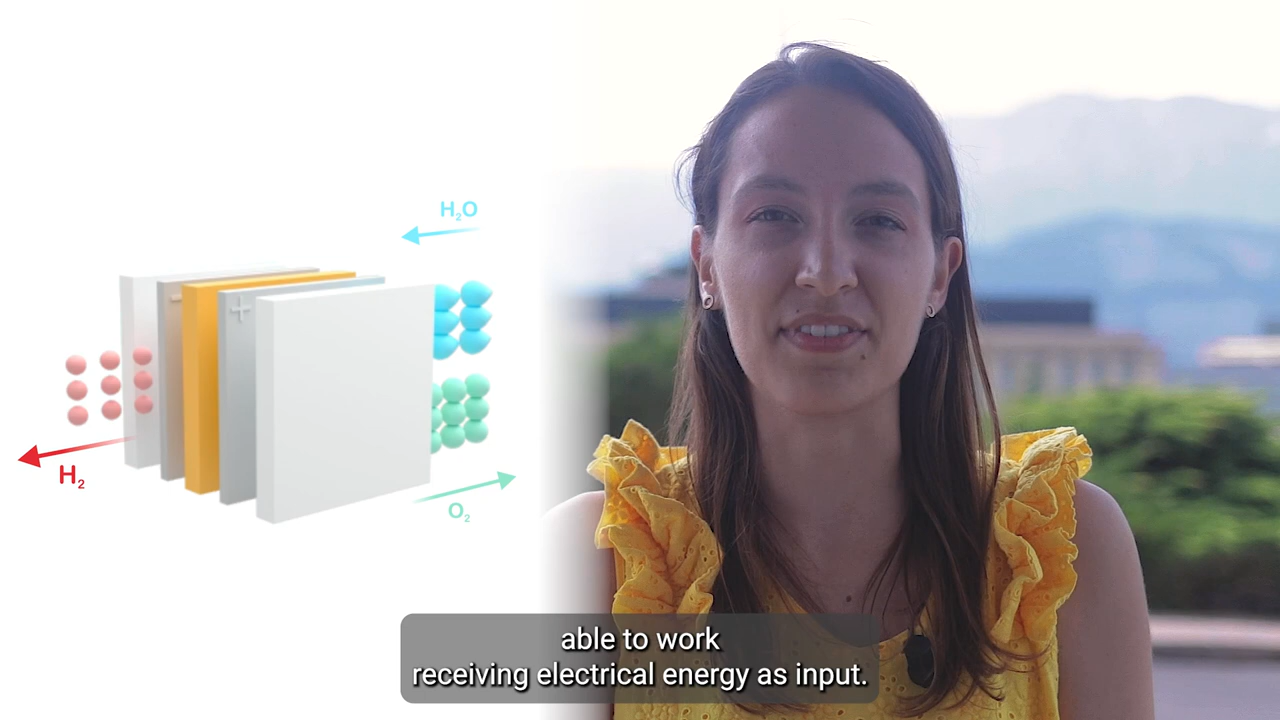 H₂O
−
+
H₂
O₂
able to work
receiving electrical energy as input.